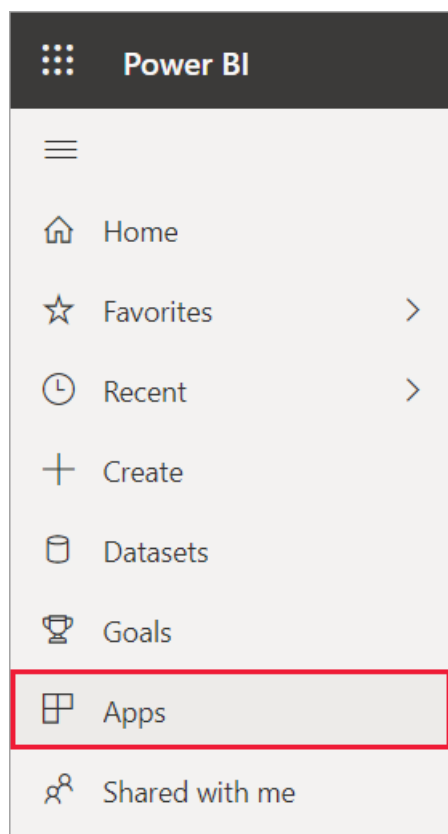 Power BI
Home
Favorites
Recent
Create
Datasets
Goals
Apps
Shared with me